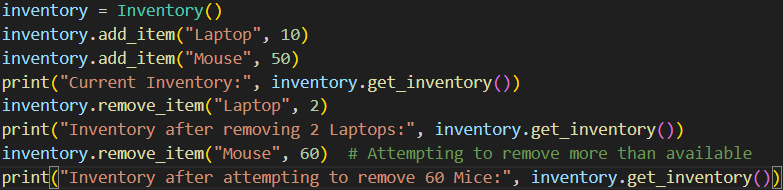 inventory = Inventory()
inventory.add_item("Laptop", 10)
inventory.add_item("Mouse", 50)
print("Current Inventory:", inventory.get_inventory())
inventory.remove_item("Laptop", 2)
print("Inventory after removing 2 Laptops:", inventory.get_inventory())
inventory.remove_item("Mouse", 60)  # Attempting to remove more than available
print("Inventory after attempting to remove 60 Mice:", inventory.get_inventory())